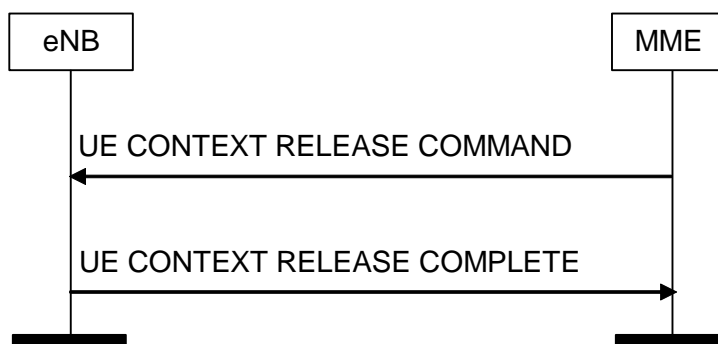 eNB
MME
UE CONTEXT RELEASE COMMAND
UE CONTEXT RELEASE COMPLETE